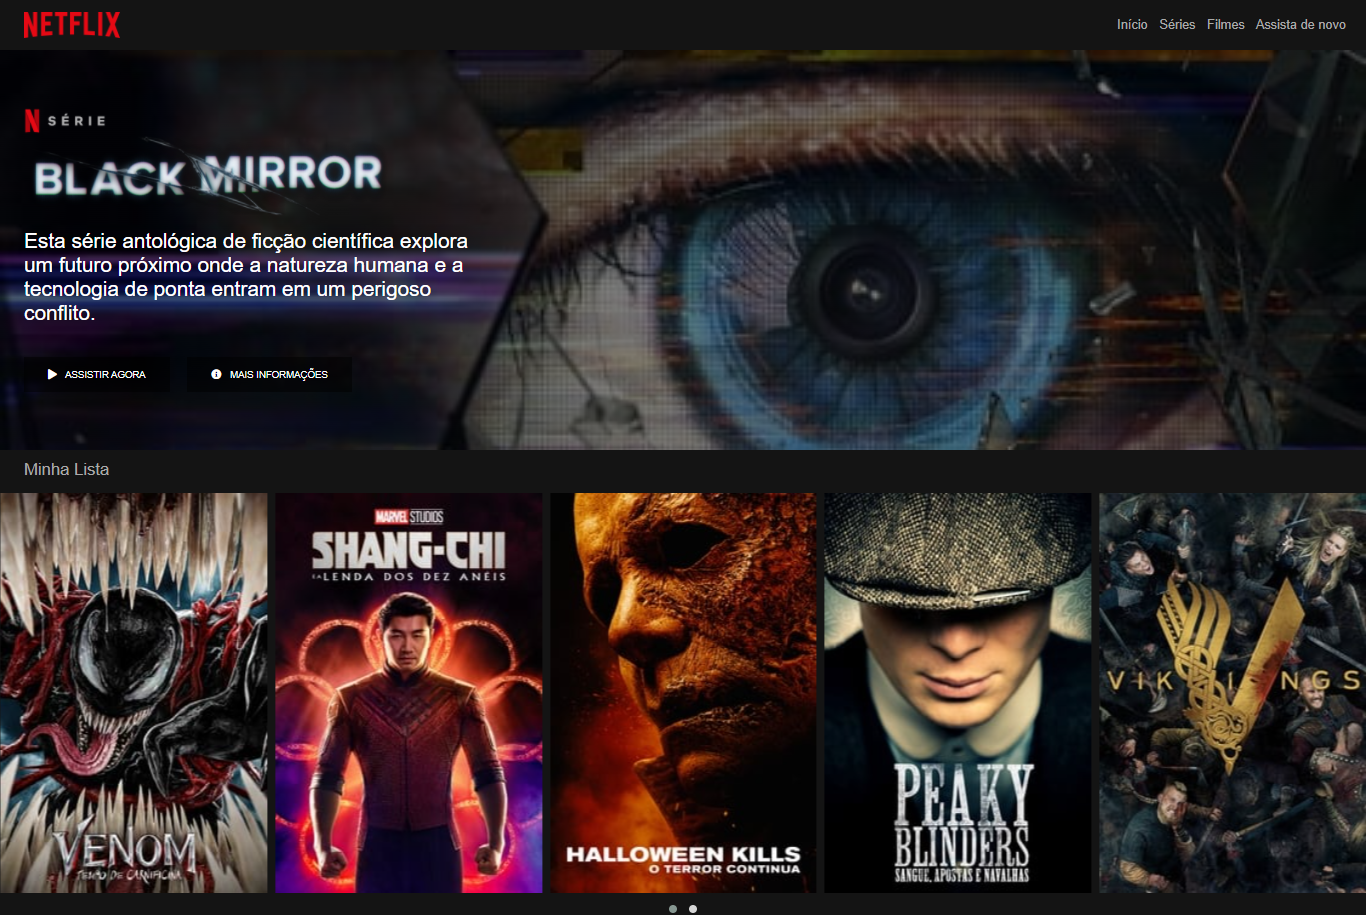 NETFLIX
Início Séries Filmes Assista de novo
N SÉRIE
BLACK MIRROR
Esta série antológica de ficção científica explora
um futuro próximo onde a natureza humana e a
tecnologia de ponta entram em um perigoso
conflito.
ASSISTIR AGORA
MAIS INFORMAÇÕES
Minha Lista
VENOM
TEMPO DE CARNIFICINA
MARVEL STUDIOS
SHANG-CHI
E A LENDA DOS DEZ ANÉIS
HALLOWEEN KILLS
O TERROR CONTINUA
PEAKY
BLINDERS
SANGUE, APOSTAS E NAVALHAS
VIKINGS